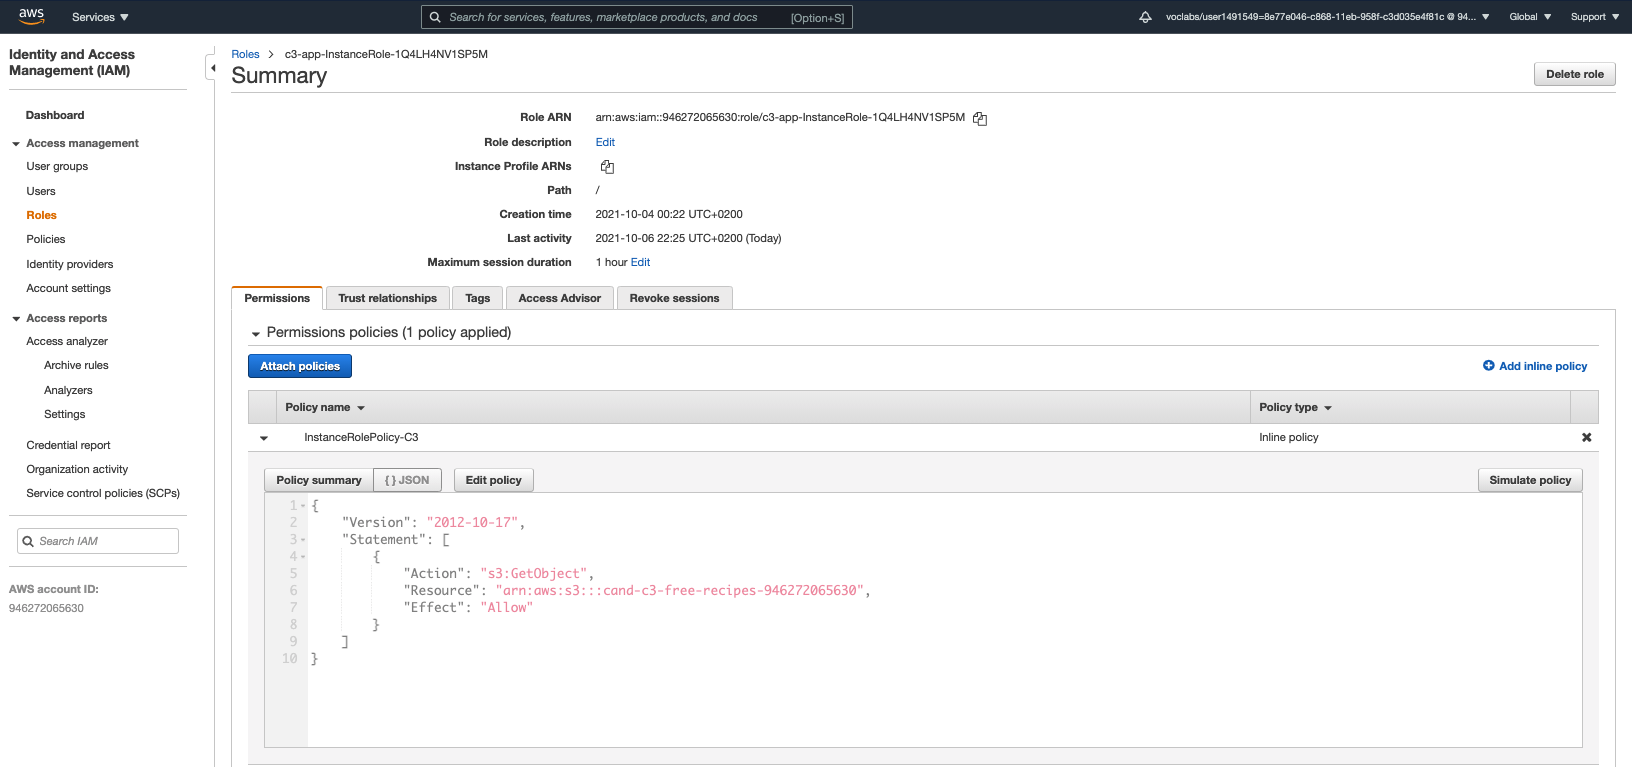 aws
Services
Search for services, features, marketplace products, and docs [Option+S]
voclabs/user1491549=8e77e046-c868-11eb-958f-c3d035e4f81c @ 94...
Global
Support
Identity and Access
Management (IAM)
Dashboard
Access management
User groups
Users
Roles
Policies
Identity providers
Account settings
Access reports
Access analyzer
Archive rules
Analyzers
Settings
Credential report
Organization activity
Service control policies (SCPs)
Search IAM
AWS account ID:
946272065630
Roles > c3-app-InstanceRole-1Q4LH4NV1SP5M
Summary
Delete role
Role ARN arn:aws:iam::946272065630:role/c3-app-InstanceRole-1Q4LH4NV1SP5M
Role description Edit
Instance Profile ARNs
Path /
Creation time 2021-10-04 00:22 UTC+0200
Last activity 2021-10-06 22:25 UTC+0200 (Today)
Maximum session duration 1 hour Edit
Permissions Trust relationships Tags Access Advisor Revoke sessions
Permissions policies (1 policy applied)
Attach policies
Add inline policy
Policy name Policy type
InstanceRolePolicy-C3 Inline policy
Policy summary { } JSON Edit policy Simulate policy
1 {
2 "Version": "2012-10-17",
3 "Statement": [
4 {
5 "Action": "s3:GetObject",
6 "Resource": "arn:aws:s3:::cand-c3-free-recipes-946272065630",
7 "Effect": "Allow"
8 }
9 ]
10 }